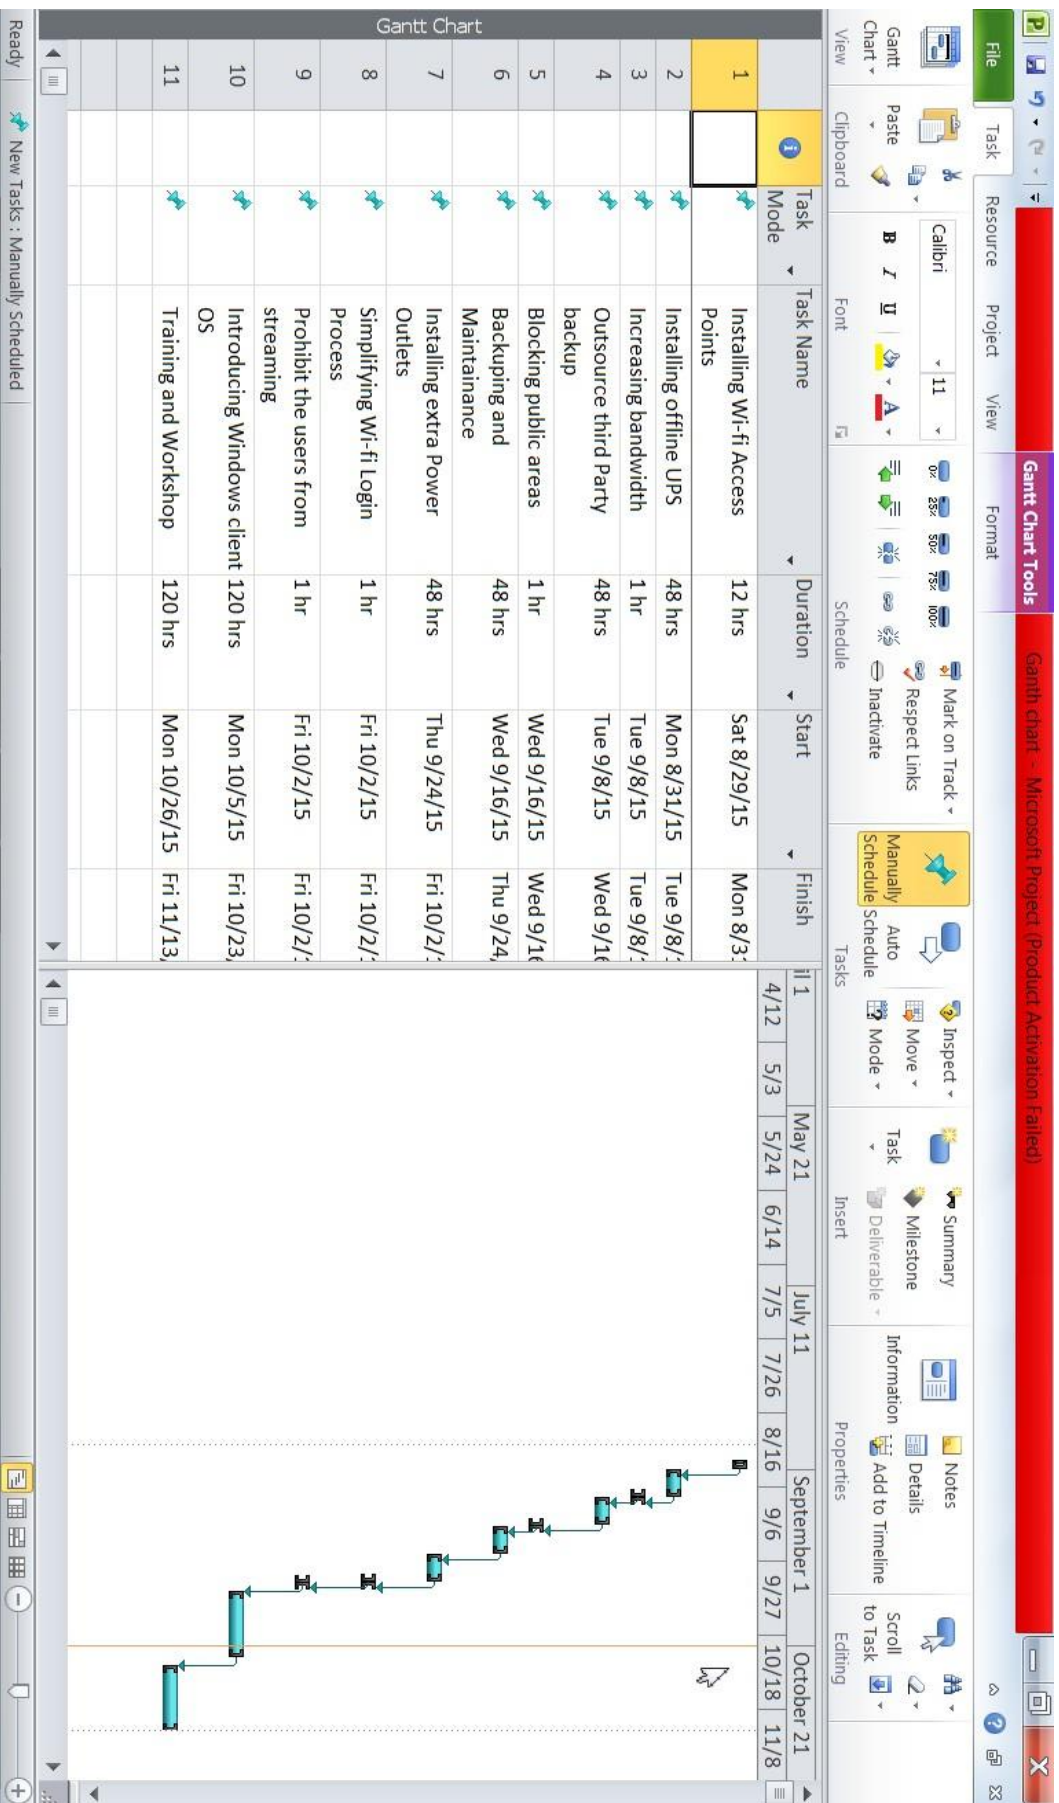 Gantt Chart Tools
Ganth chart - Microsoft Project (Product Activation Failed)
File Task Resource Project View Format
Gantt Chart
Paste
Calibri 11
B I U A
0% 25% 50% 75% 100%
Mark on Track
Respect Links
Inactivate
Manually Schedule
Auto Schedule
Inspect
Move
Mode
Task
Summary
Milestone
Deliverable
Information
Notes
Details
Add to Timeline
Scroll to Task
View Clipboard Font Schedule Tasks Insert Properties Editing
Task Mode Task Name Duration Start Finish
1 Installing Wi-fi Access 12 hrs Sat 8/29/15 Mon 8/3
Points
2 Installing offline UPS 48 hrs Mon 8/31/15 Tue 9/8/
3 Increasing bandwidth 1 hr Tue 9/8/15 Tue 9/8/
4 Outsource third Party 48 hrs Tue 9/8/15 Wed 9/1
backup
5 Blocking public areas 1 hr Wed 9/16/15 Wed 9/1
6 Backuping and 48 hrs Wed 9/16/15 Thu 9/24,
Maintainance
7 Installing extra Power 48 hrs Thu 9/24/15 Fri 10/2/
Outlets
8 Simplifying Wi-fi Login 1 hr Fri 10/2/15 Fri 10/2/
Process
9 Prohibit the users from 1 hr Fri 10/2/15 Fri 10/2/
streaming
10 Introducing Windows client 120 hrs Mon 10/5/15 Fri 10/23,
OS
11 Training and Workshop 120 hrs Mon 10/26/15 Fri 11/13,
il 1 May 21 July 11 September 1 October 21
4/12 5/3 5/24 6/14 7/5 7/26 8/16 9/6 9/27 10/18 11/8
Gantt Chart
Ready New Tasks : Manually Scheduled